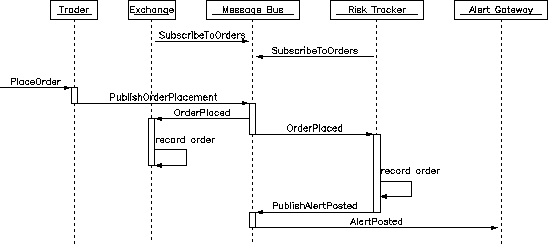 Trader
Exchange
Message Bus
Risk Tracker
Alert Gateway
SubscribeToOrders
SubscribeToOrders
PlaceOrder
PublishOrderPlacement
OrderPlaced
OrderPlaced
record order
record order
PublishAlertPosted
AlertPosted